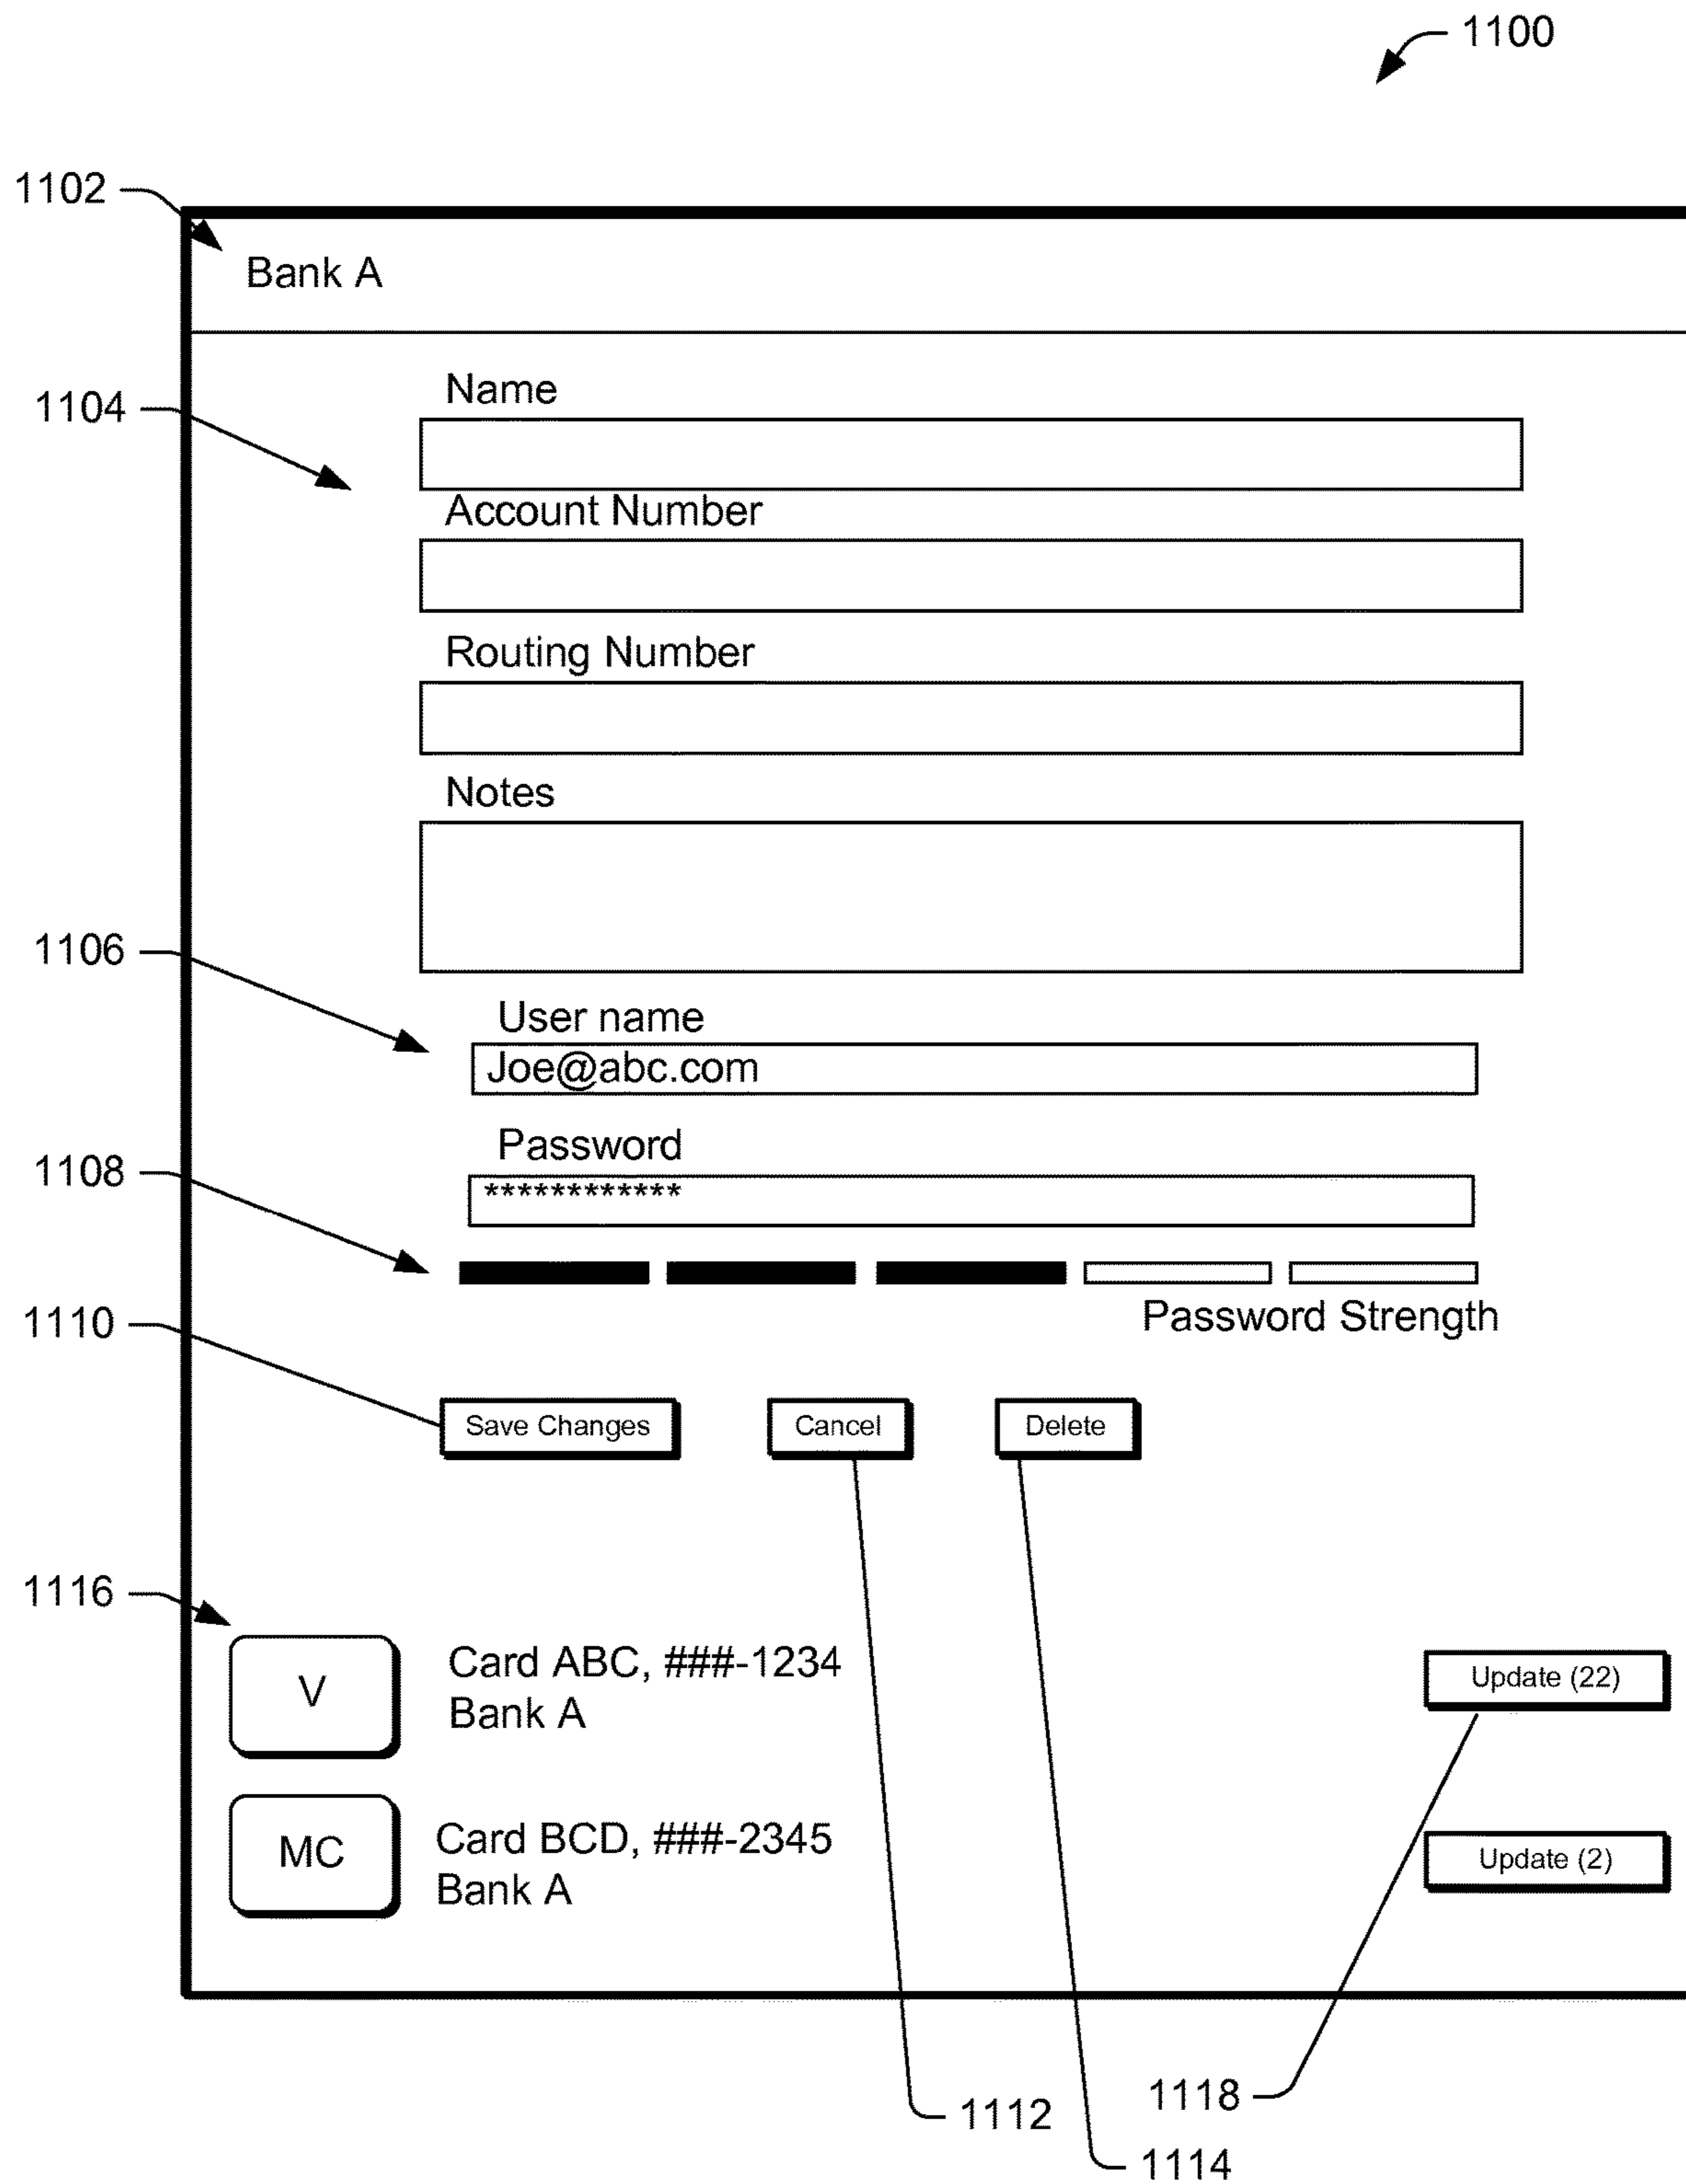 1100
1102
Bank A
1104
Name
Account Number
Routing Number
Notes
1106
User name
Joe@abc.com
Password
1108
************
Password Strength
1110
Save Changes Cancel Delete
1116
V
Card ABC, ###-1234
Bank A
Update (22)
MC
Card BCD, ###-2345
Bank A
Update (2)
1112
1118
1114